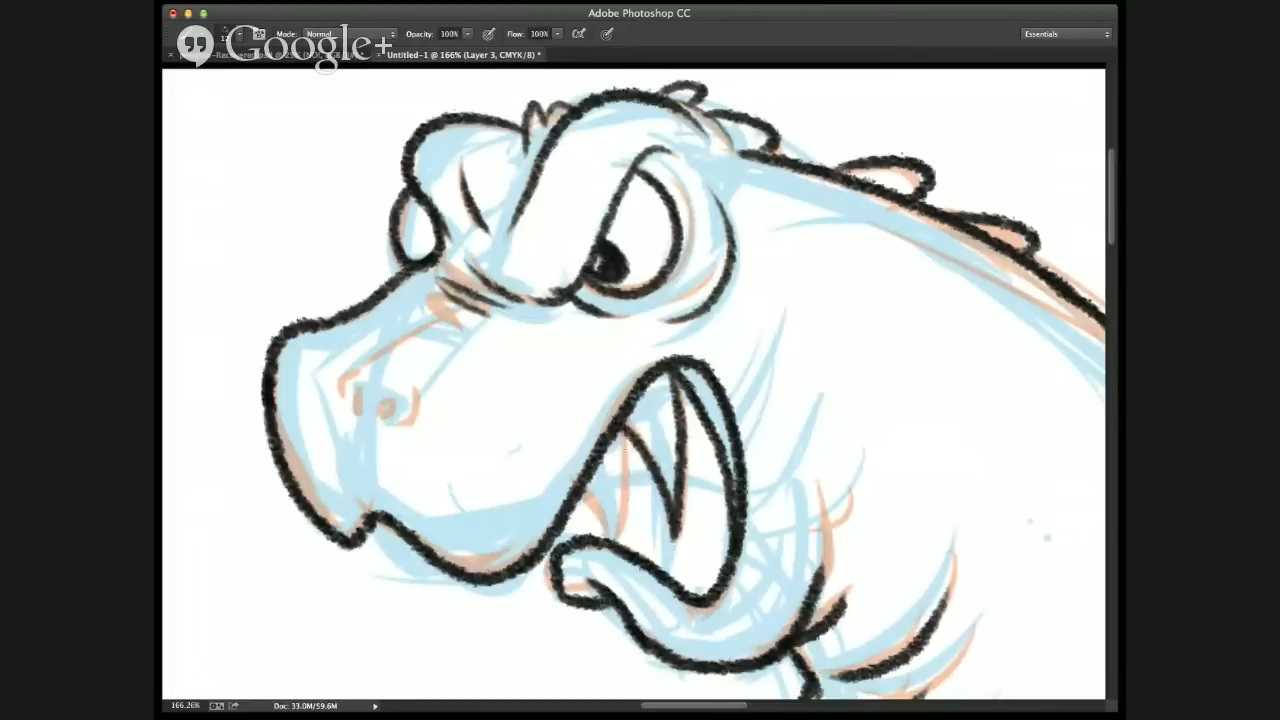 Adobe Photoshop CC
Mode: Normal Opacity: 100% Flow: 100% Essentials
Google+
Untitled-1 @ 166% (Layer 3, CMYK/8) *
166.26% Doc: 33.0M/59.6M